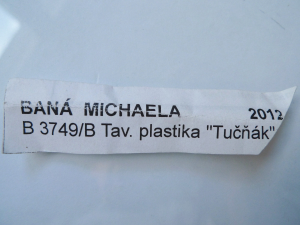 BANÁ MICHAELA 2012
B 3749/B Tav. plastika "Tučňák"